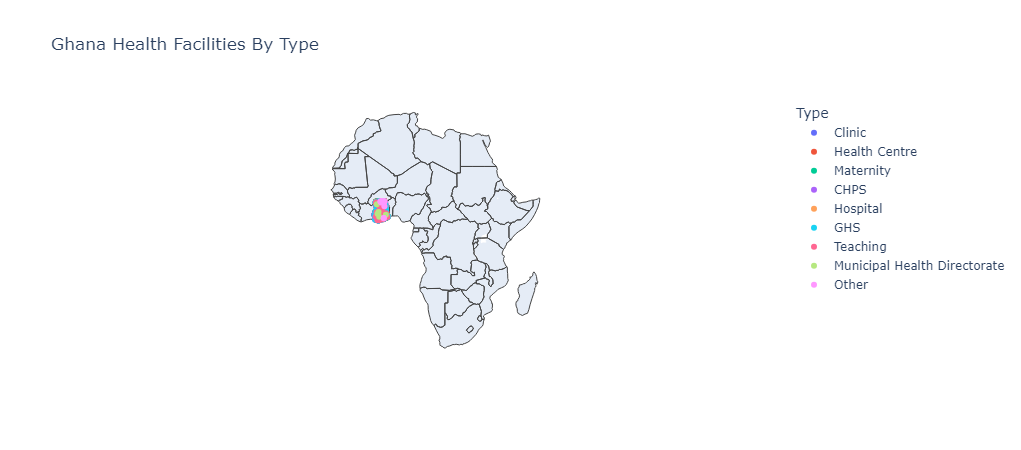 Ghana Health Facilities By Type
Type
Clinic
Health Centre
Maternity
CHPS
Hospital
GHS
Teaching
Municipal Health Directorate
Other